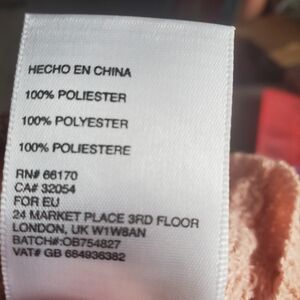 HECHO EN CHINA
100% POLIESTER
100% POLYESTER
100% POLIESTERE
RN# 66170
CA# 32054
FOR EU
24 MARKET PLACE 3RD FLOOR
LONDON, UK W1W8AN
BATCH#:OB754827
VAT# GB 684936382